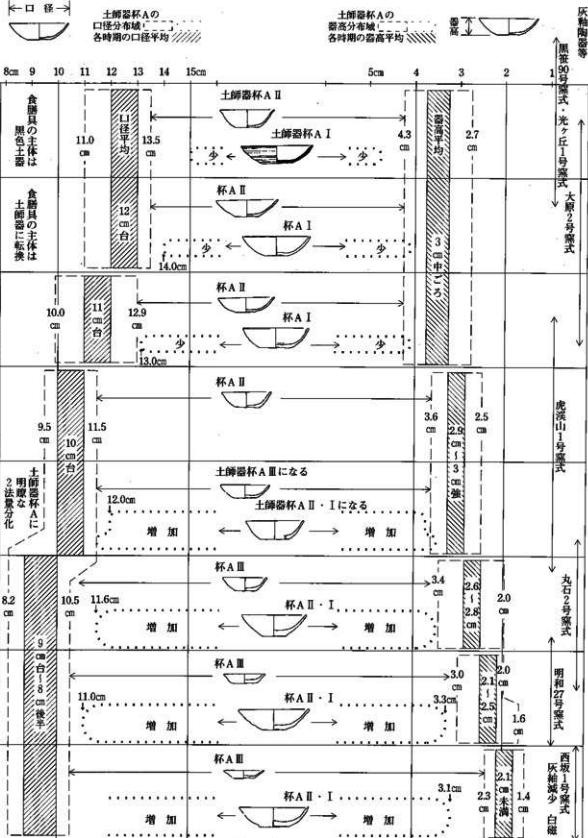 口径
土師器杯Aの
口径分布域
各時期の口径平均
土師器杯Aの
器高分布域
各時期の器高平均
器高
灰釉陶器等
8cm 9 10 11 12 13 14 15cm
5cm 4 3 2 1
黒笹90号窯式・光ヶ丘1号窯式
大原2号窯式
虎渓山1号窯式
丸石2号窯式
明和27号窯式
西坂1号窯式
灰釉減少 白磁
食膳具の主体は
黒色土器
11.0
cm
口径平均
13.5
cm
土師器杯AⅡ
土師器杯AⅠ
少
少
4.3
cm
器高平均
2.7
cm
食膳具の主体は
土師器に転換
12
cm台
杯AⅡ
杯AⅠ
少
少
14.0cm
3cm中ごろ
10.0
cm
11
cm台
12.9
cm
杯AⅡ
杯AⅠ
少
少
13.0cm
9.5
cm
10
cm台
11.5
cm
杯AⅡ
3.6
cm
2.9
cm
〜
3
cm
強
2.5
cm
土師器杯Aに
明瞭な
2法量分化
土師器杯AⅢになる
12.0cm
土師器杯AⅡ・Ⅰになる
増加
増加
8.2
cm
10.5
cm
杯AⅢ
11.6cm
杯AⅡ・Ⅰ
増加
増加
3.4
cm
2.6
〜
2.8
cm
2.0
cm
9
cm台
〜
8
cm
後半
杯AⅢ
11.0cm
杯AⅡ・Ⅰ
増加
増加
3.0
cm
3.3cm
2.1
〜
2.5
cm
2.0
cm
1.6
cm
杯AⅢ
杯AⅡ・Ⅰ
増加
増加
3.1cm
2.3
cm
2.1
cm
未満
1.4
cm